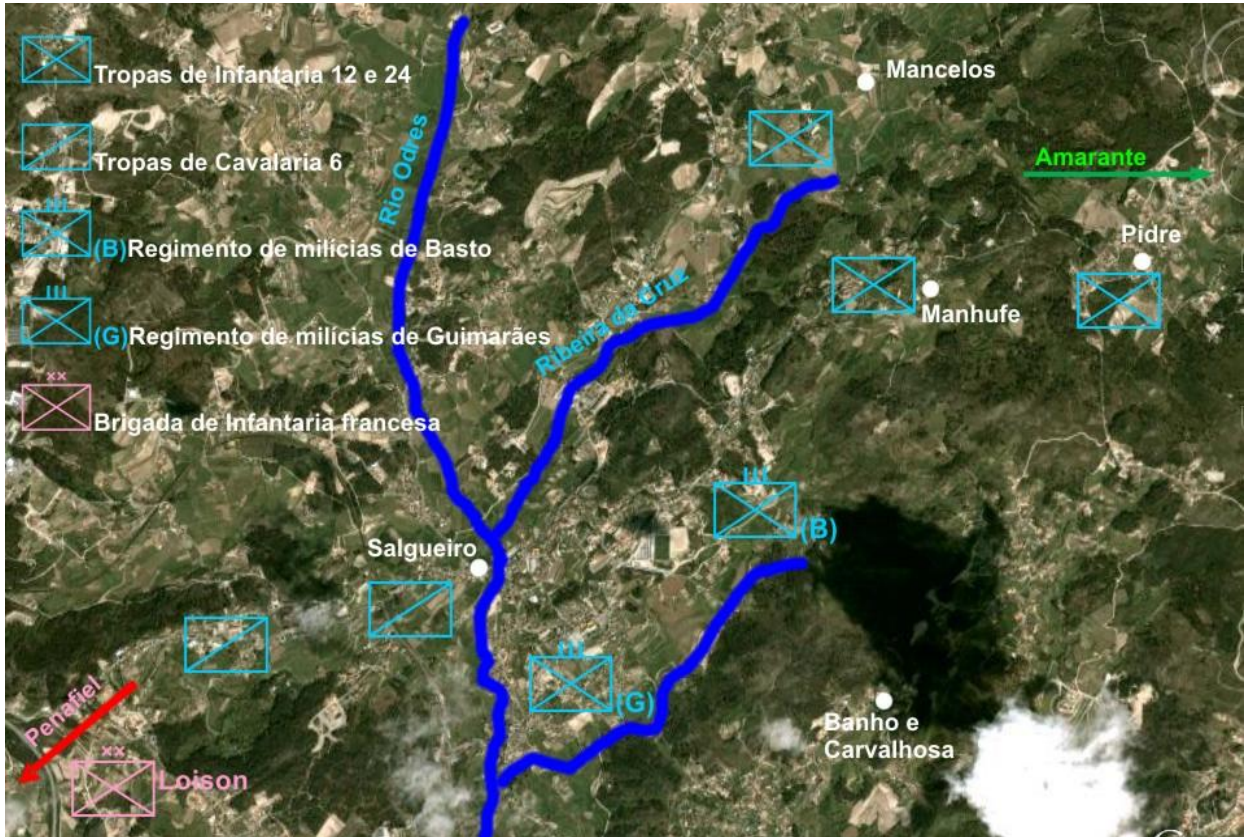 Tropas de Infantaria 12 e 24
Tropas de Cavalaria 6
(B)Regimento de milícias de Basto
(G)Regimento de milícias de Guimarães
××
Brigada de Infantaria francesa
Rio Odres
Ribeira da Cruz
Mancelos
Amarante
Pidre
Manhufe
Salgueiro
(B)
(G)
Banho e
Carvalhosa
Penafiel
××
Loison